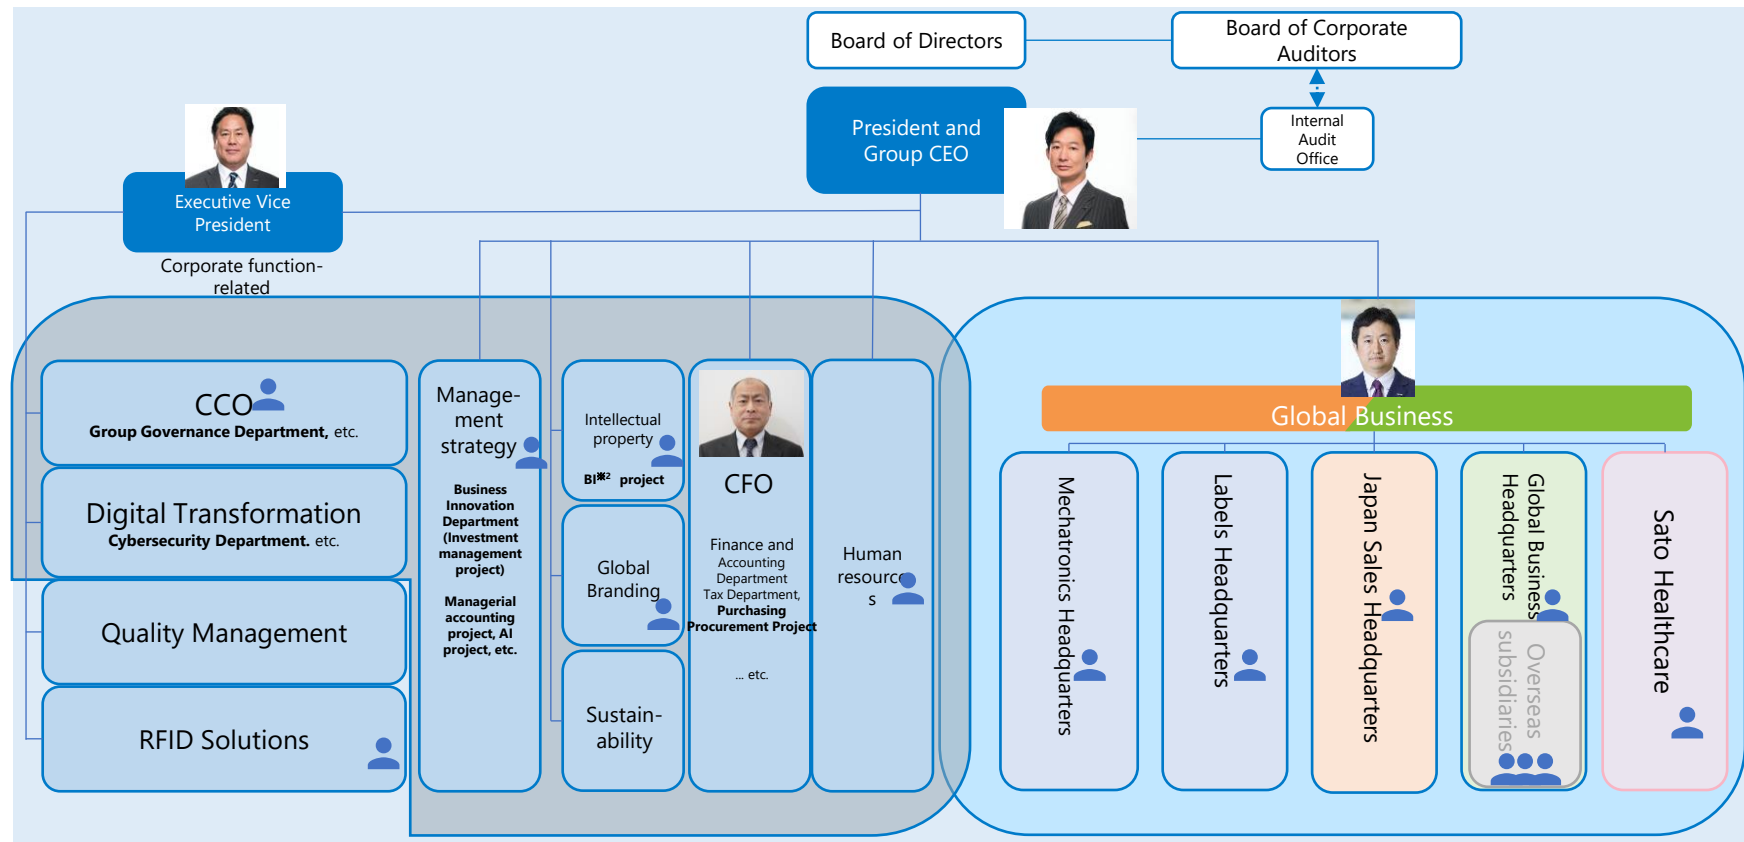 Board of Directors
Board of Corporate
Auditors
President and
Group CEO
Internal
Audit
Office
Executive Vice
President
Corporate function-
related
CCO
Group Governance Department, etc.
Digital Transformation
Cybersecurity Department. etc.
Quality Management
RFID Solutions
Manage-
ment
strategy
Business
Innovation
Department
(Investment
management
project)
Managerial
accounting
project, AI
project, etc.
Intellectual
property
BI※2 project
Global
Branding
Sustain-
ability
CFO
Finance and
Accounting
Department
Tax Department,
Purchasing
Procurement Project
... etc.
Human
resource
s
Global Business
Mechatronics Headquarters
Labels Headquarters
Japan Sales Headquarters
Global Business
Headquarters
Overseas
subsidiaries
Sato Healthcare